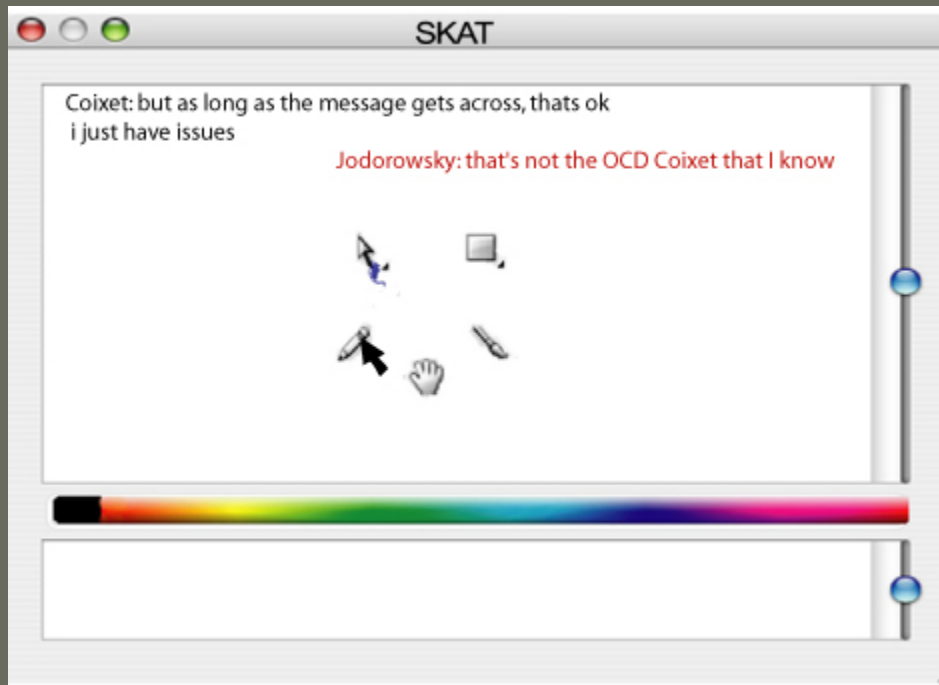 SKAT
Coixet: but as long as the message gets across, thats ok
i just have issues
Jodorowsky: that's not the OCD Coixet that I know